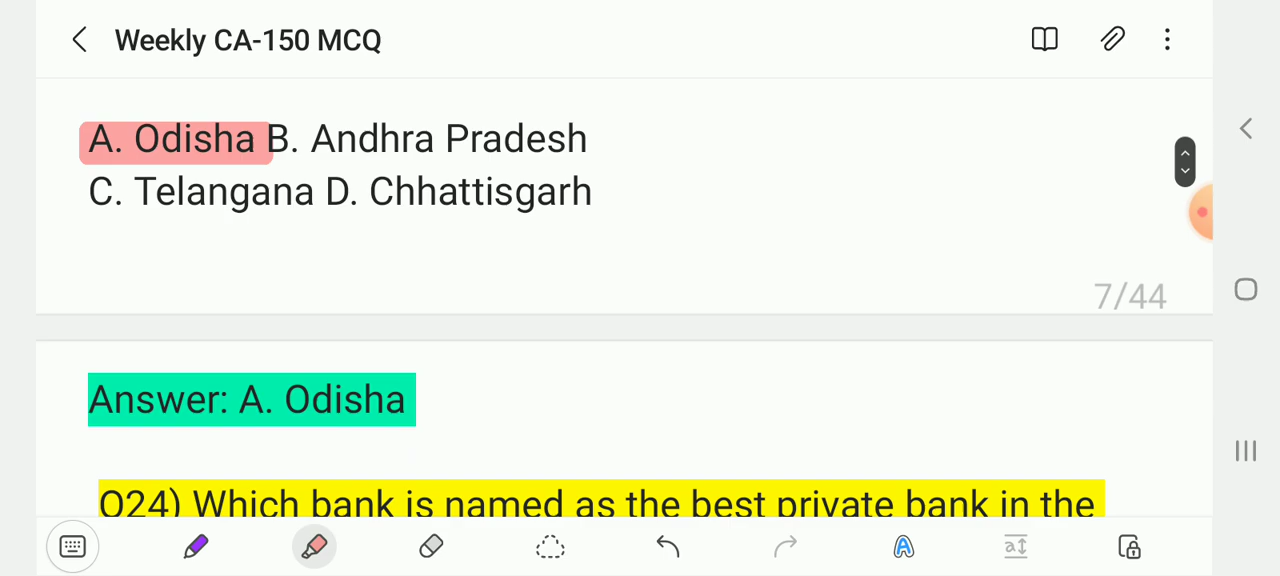 Weekly CA-150 MCQ
A. Odisha B. Andhra Pradesh
C. Telangana D. Chhattisgarh
7/44
Answer: A. Odisha
Q24) Which bank is named as the best private bank in the